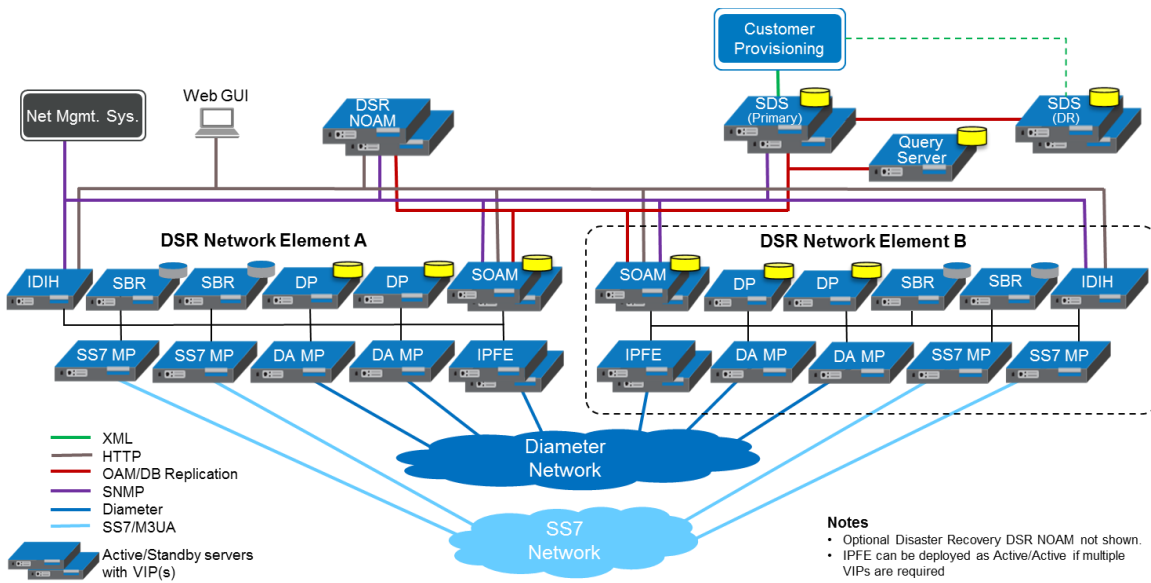 Customer
Provisioning
Net Mgmt. Sys.
Web GUI
DSR
NOAM
SDS
(Primary)
SDS
(DR)
Query
Server
DSR Network Element A
DSR Network Element B
IDIH
SBR
SBR
DP
DP
SOAM
SOAM
DP
DP
SBR
SBR
IDIH
SS7 MP
SS7 MP
DA MP
DA MP
IPFE
IPFE
DA MP
DA MP
SS7 MP
SS7 MP
Diameter
Network
SS7
Network
XML
HTTP
OAM/DB Replication
SNMP
Diameter
SS7/M3UA
Active/Standby servers
with VIP(s)
Notes
• Optional Disaster Recovery DSR NOAM not shown.
• IPFE can be deployed as Active/Active if multiple
VIPs are required